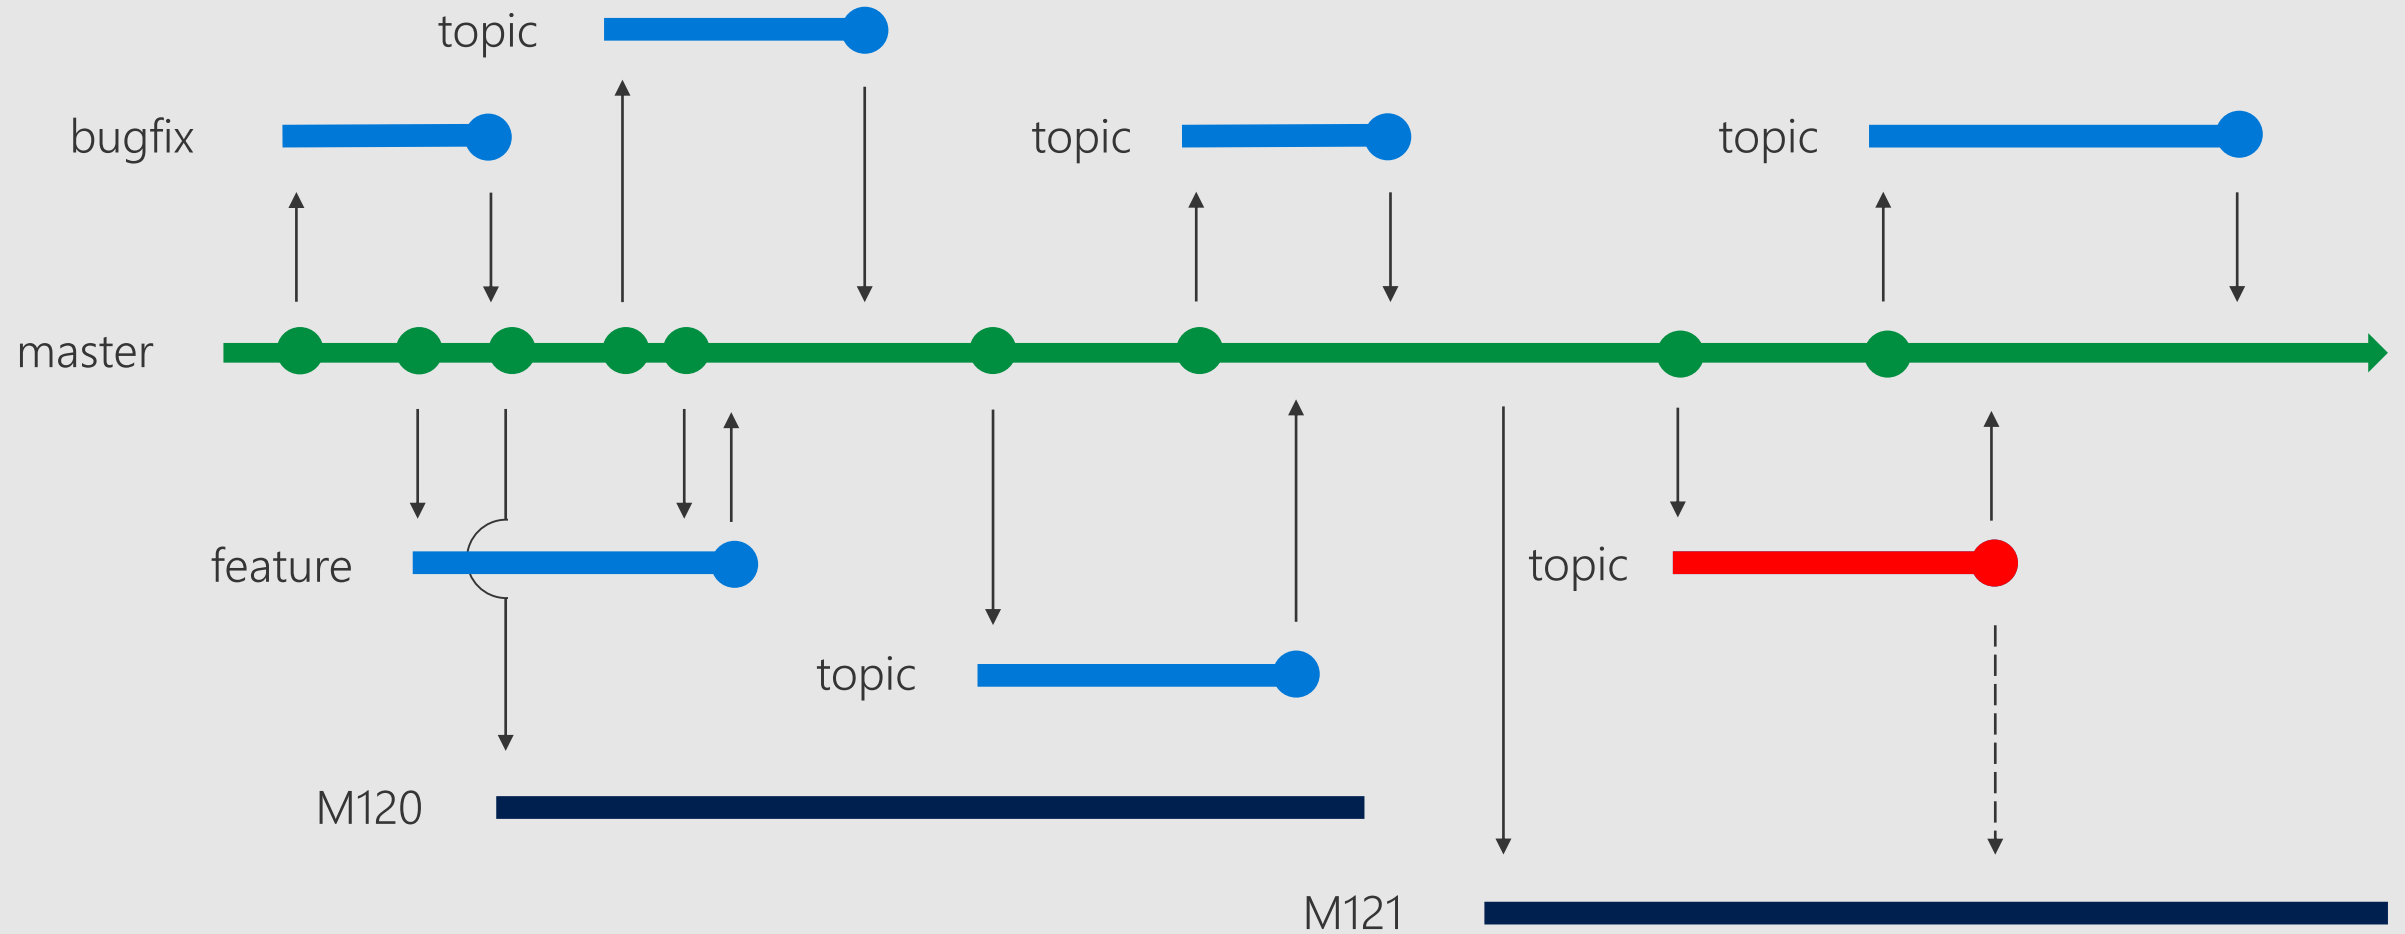 topic
bugfix
topic
topic
master
feature
topic
topic
M120
M121